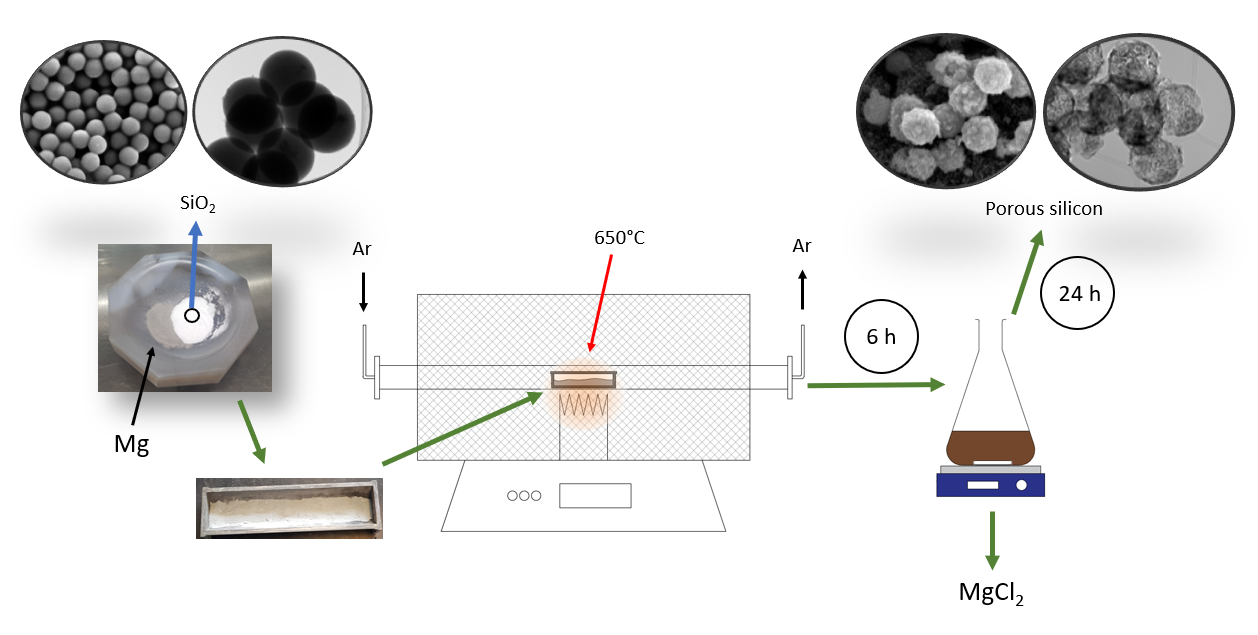 SiO₂
Mg
Ar
650°C
Ar
6 h
24 h
Porous silicon
MgCl₂